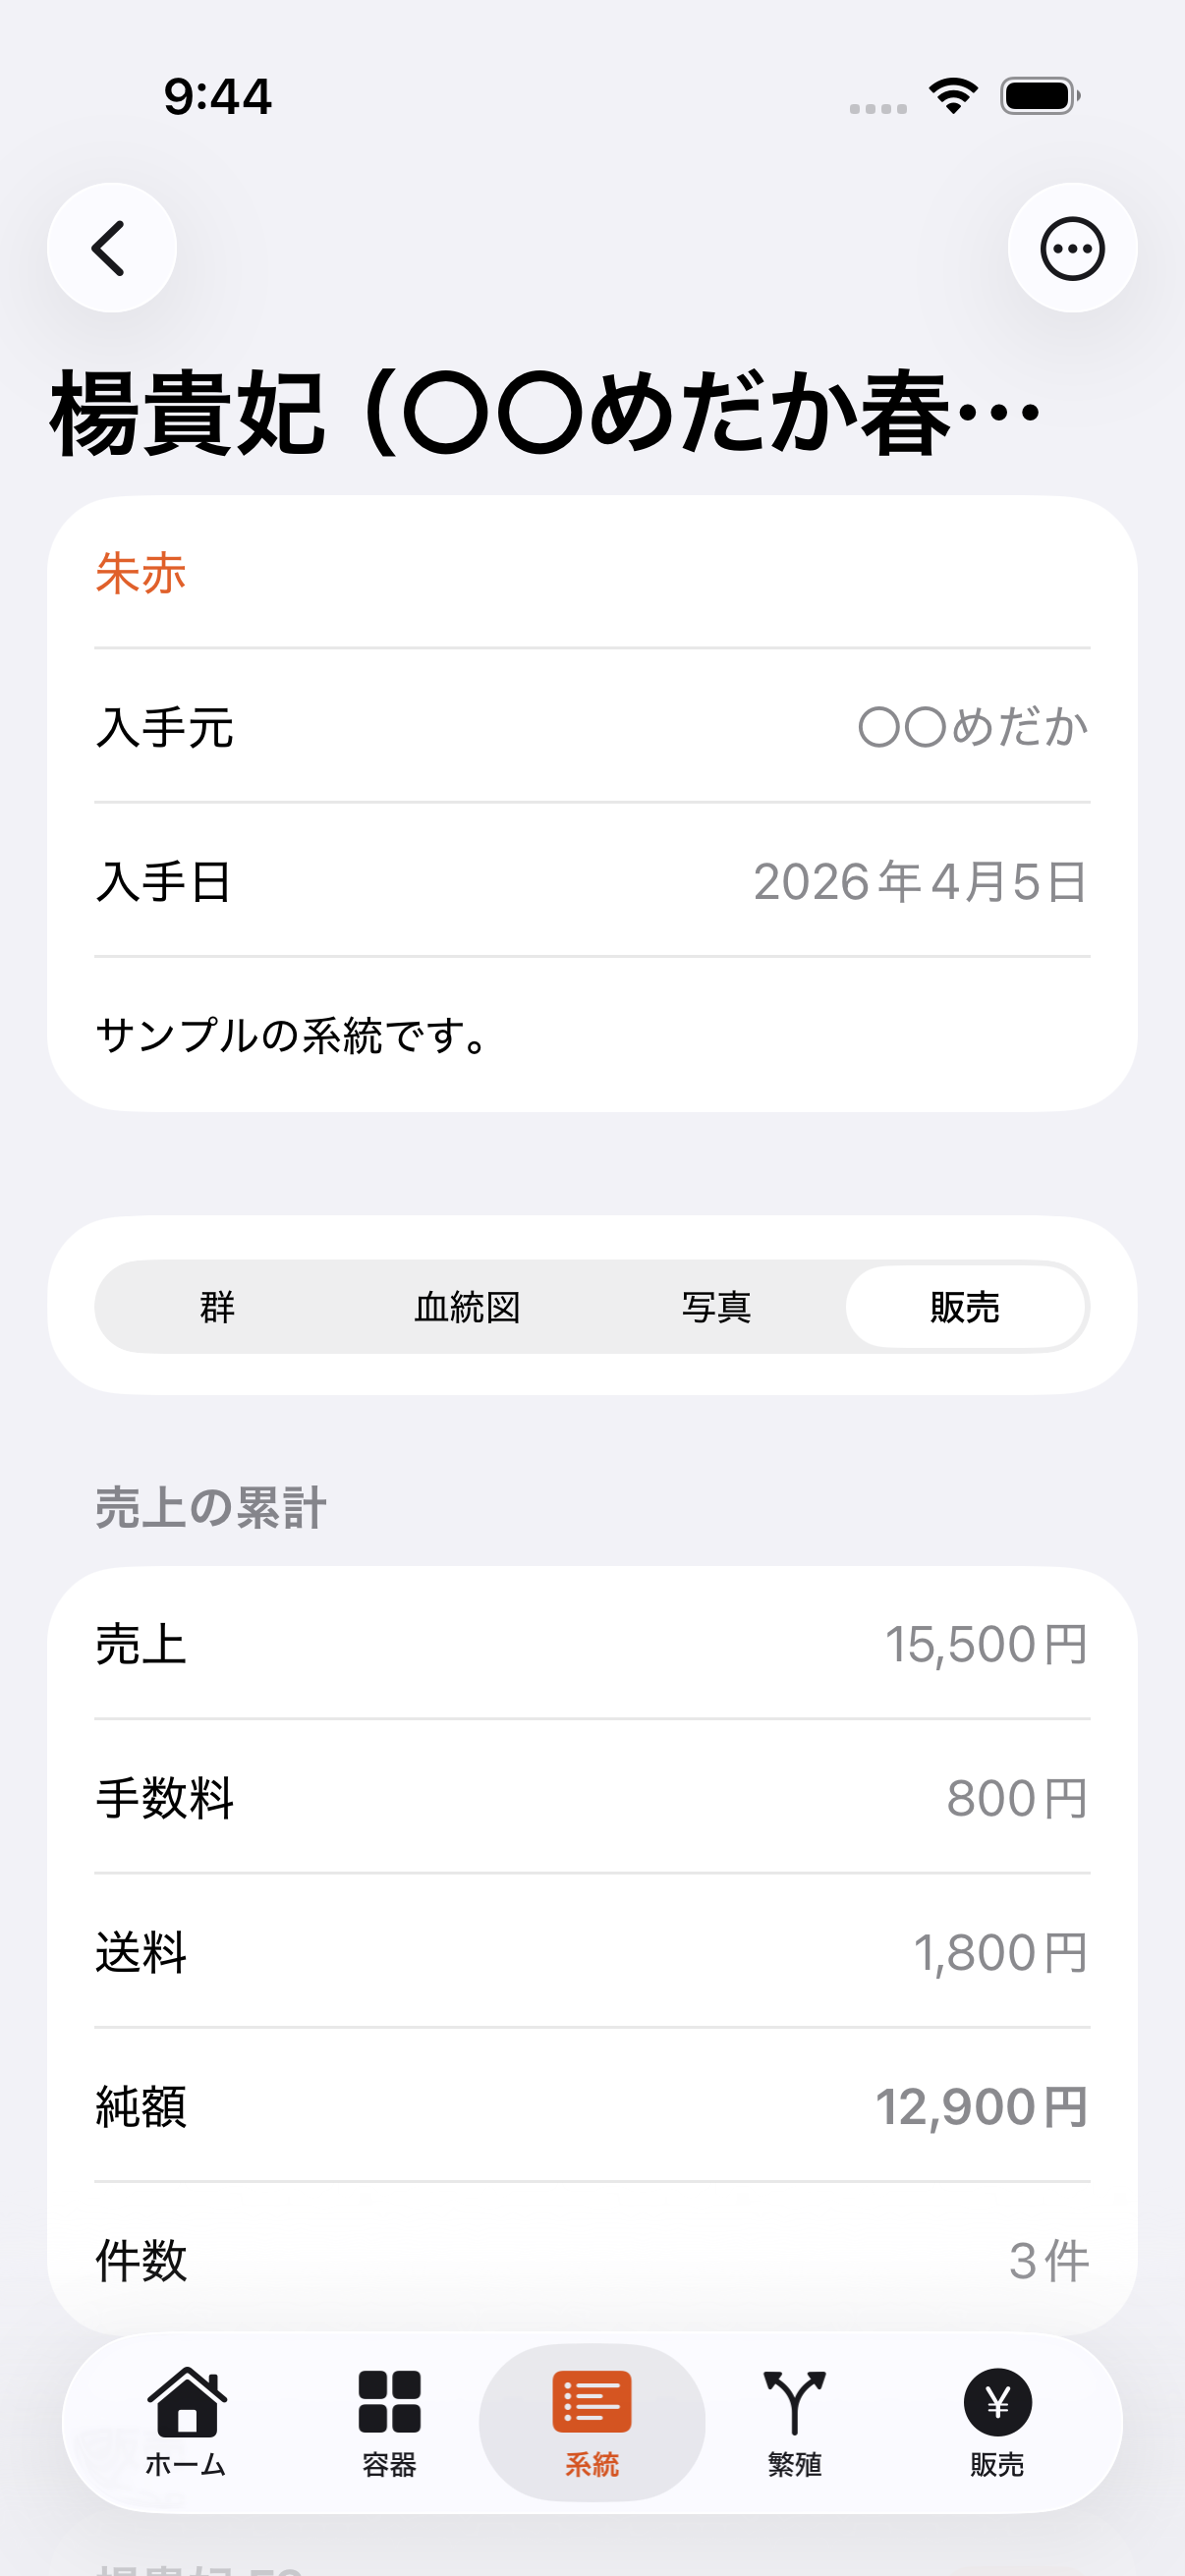 9:44
楊貴妃（〇〇めだか春…
朱赤
入手元 〇〇めだか
入手日 2026年4月5日
サンプルの系統です。
群 血統図 写真 販売
売上の累計
売上 15,500円
手数料 800円
送料 1,800円
純額 12,900円
件数 3件
ホーム 容器 系統 繁殖 販売